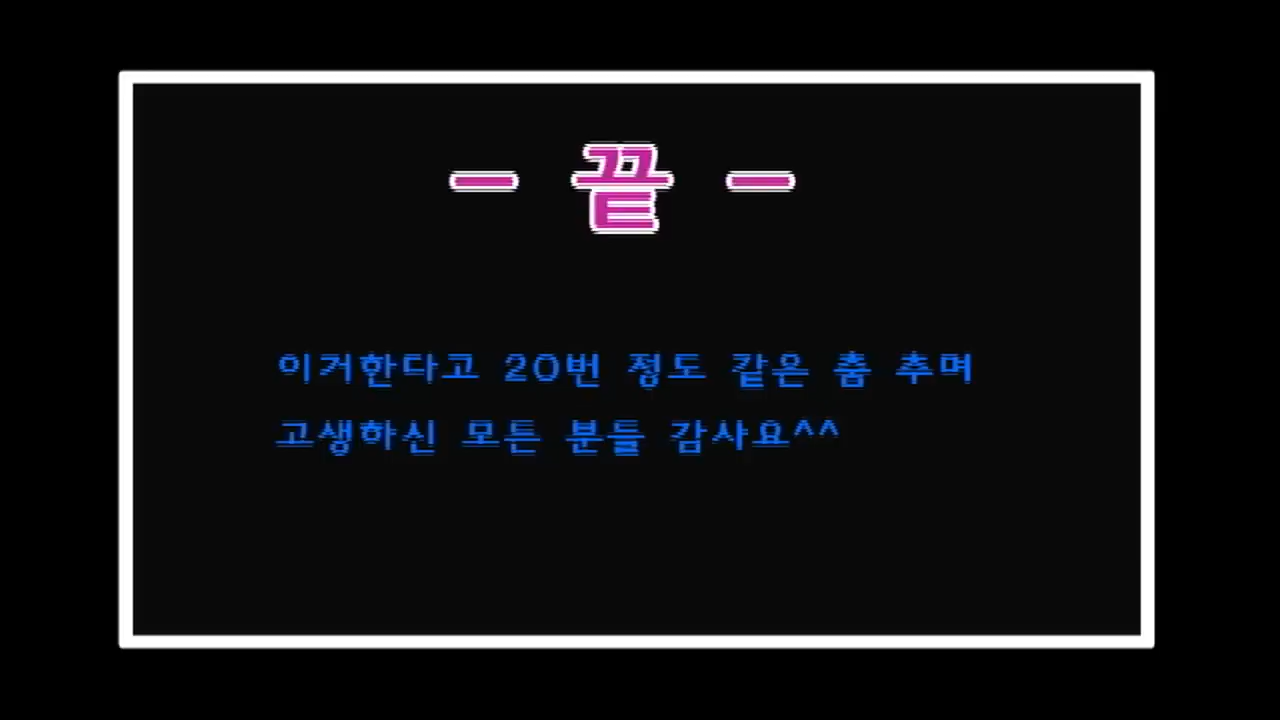 - 끝 -
이거한다고 20번 정도 같은 춤 추며
고생하신 모든 분들 감사요^^